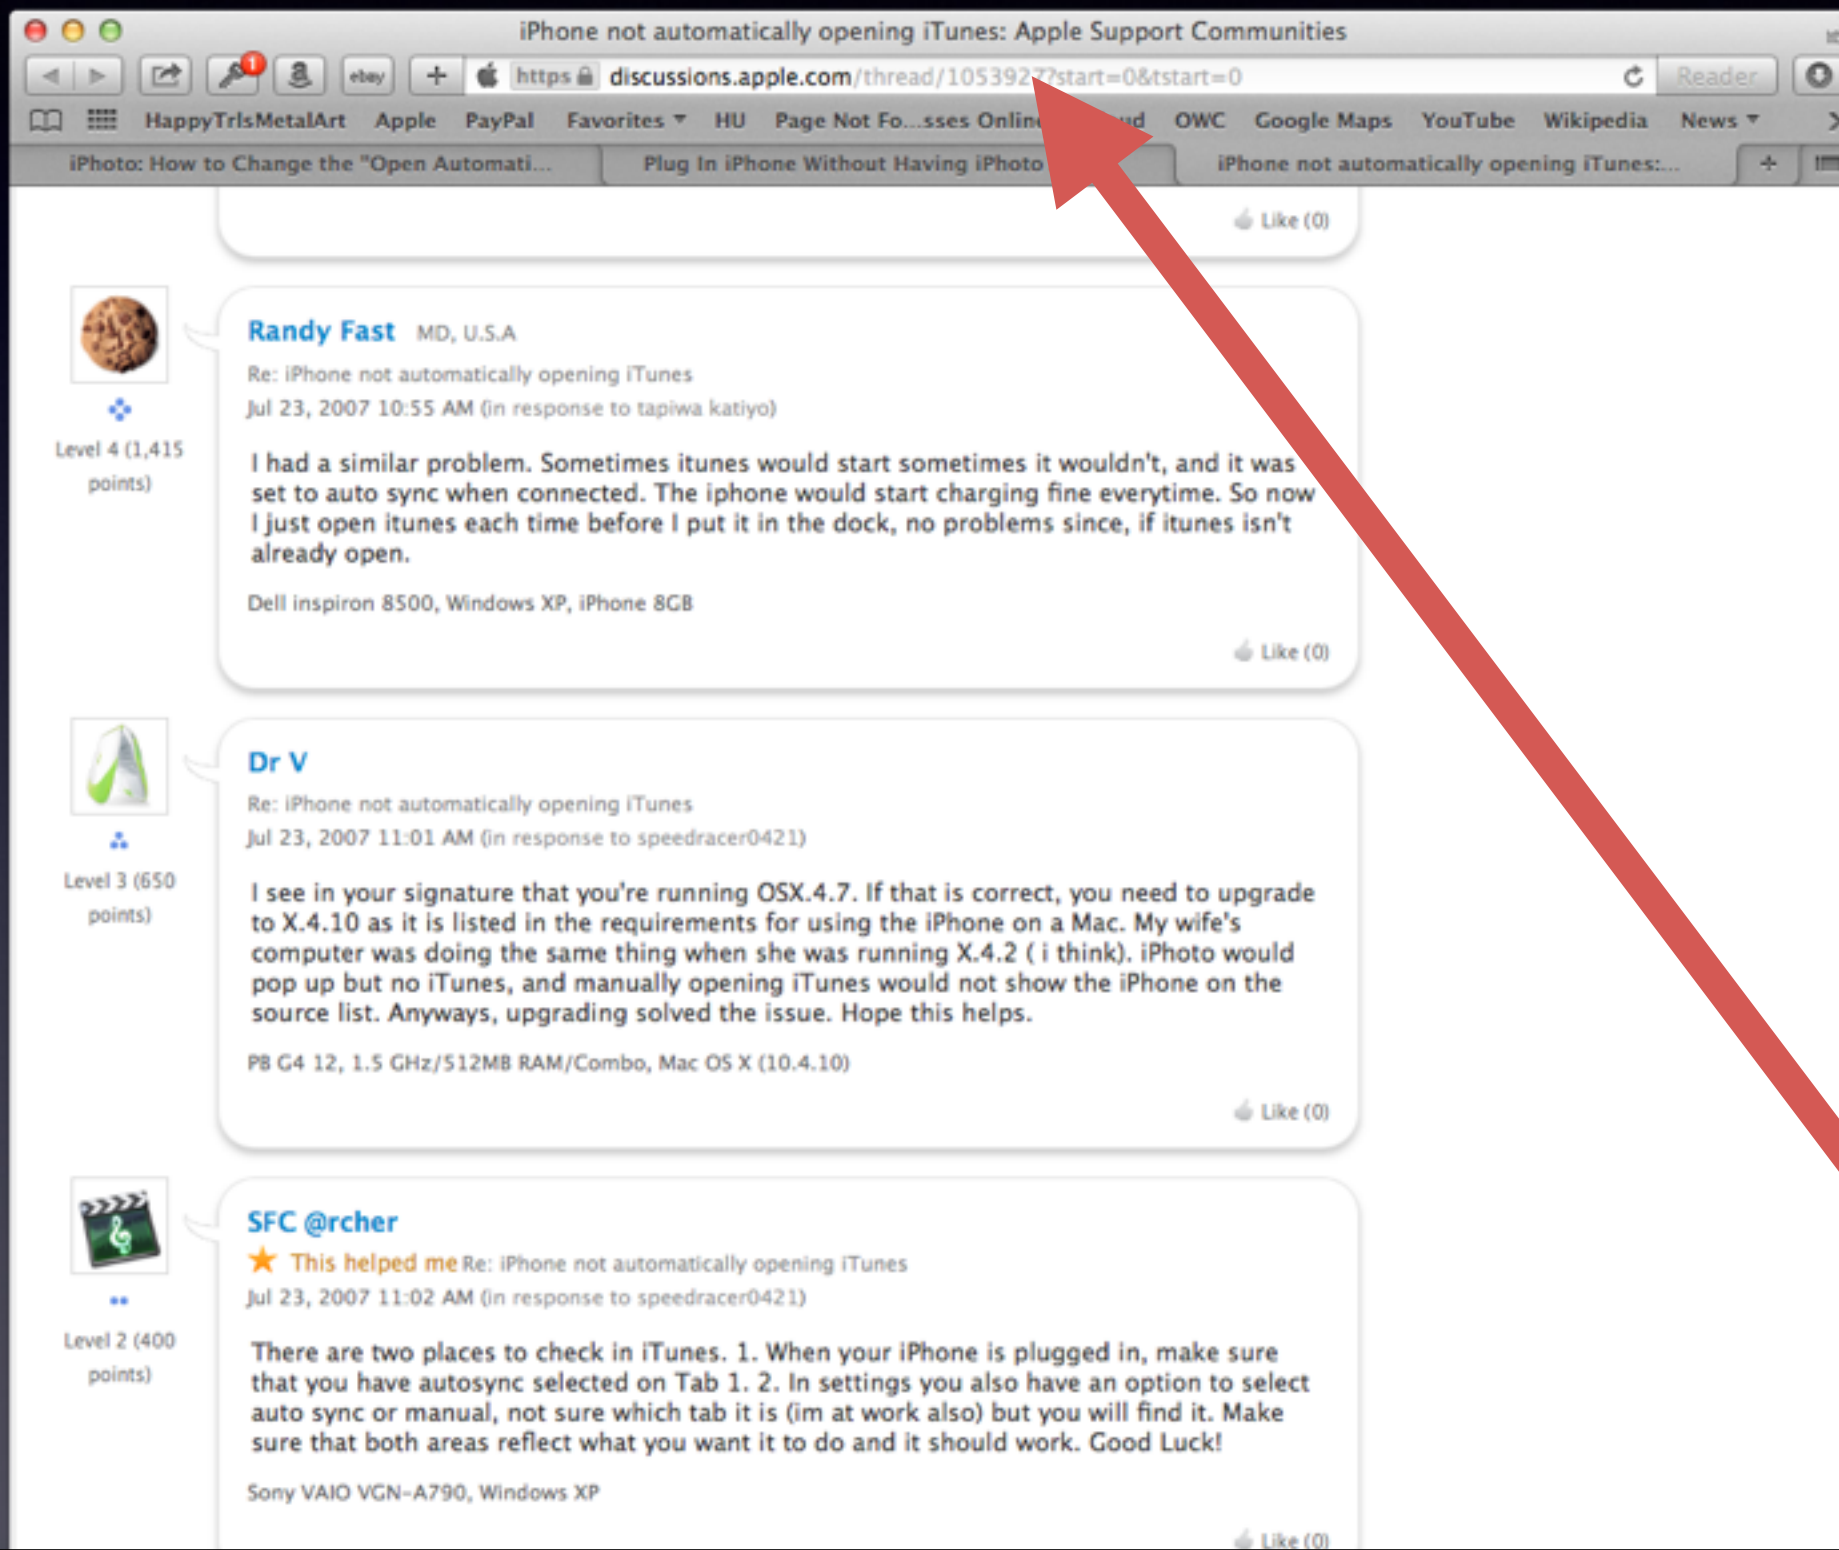 iPhone not automatically opening iTunes: Apple Support Communities
1 a ebay + https discussions.apple.com/thread/1053927?start=0&tstart=0 Reader
HappyTrlsMetalArt Apple PayPal Favorites HU Page Not Fo...sses Online OWC Google Maps YouTube Wikipedia News
iPhoto: How to Change the "Open Automati... Plug In iPhone Without Having iPhoto iPhone not automatically opening iTunes:... +
Like (0)
Randy Fast MD, U.S.A
Re: iPhone not automatically opening iTunes
Jul 23, 2007 10:55 AM (in response to tapiwa katiyo)
Level 4 (1,415
points)
I had a similar problem. Sometimes itunes would start sometimes it wouldn't, and it was
set to auto sync when connected. The iphone would start charging fine everytime. So now
I just open itunes each time before I put it in the dock, no problems since, if itunes isn't
already open.
Dell inspiron 8500, Windows XP, iPhone 8GB
Like (0)
Dr V
Re: iPhone not automatically opening iTunes
Jul 23, 2007 11:01 AM (in response to speedracer0421)
Level 3 (650
points)
I see in your signature that you're running OSX.4.7. If that is correct, you need to upgrade
to X.4.10 as it is listed in the requirements for using the iPhone on a Mac. My wife's
computer was doing the same thing when she was running X.4.2 ( i think). iPhoto would
pop up but no iTunes, and manually opening iTunes would not show the iPhone on the
source list. Anyways, upgrading solved the issue. Hope this helps.
PB G4 12, 1.5 GHz/512MB RAM/Combo, Mac OS X (10.4.10)
Like (0)
SFC @rcher
This helped me Re: iPhone not automatically opening iTunes
Jul 23, 2007 11:02 AM (in response to speedracer0421)
Level 2 (400
points)
There are two places to check in iTunes. 1. When your iPhone is plugged in, make sure
that you have autosync selected on Tab 1. 2. In settings you also have an option to select
auto sync or manual, not sure which tab it is (im at work also) but you will find it. Make
sure that both areas reflect what you want it to do and it should work. Good Luck!
Sony VAIO VGN-A790, Windows XP
Like (0)